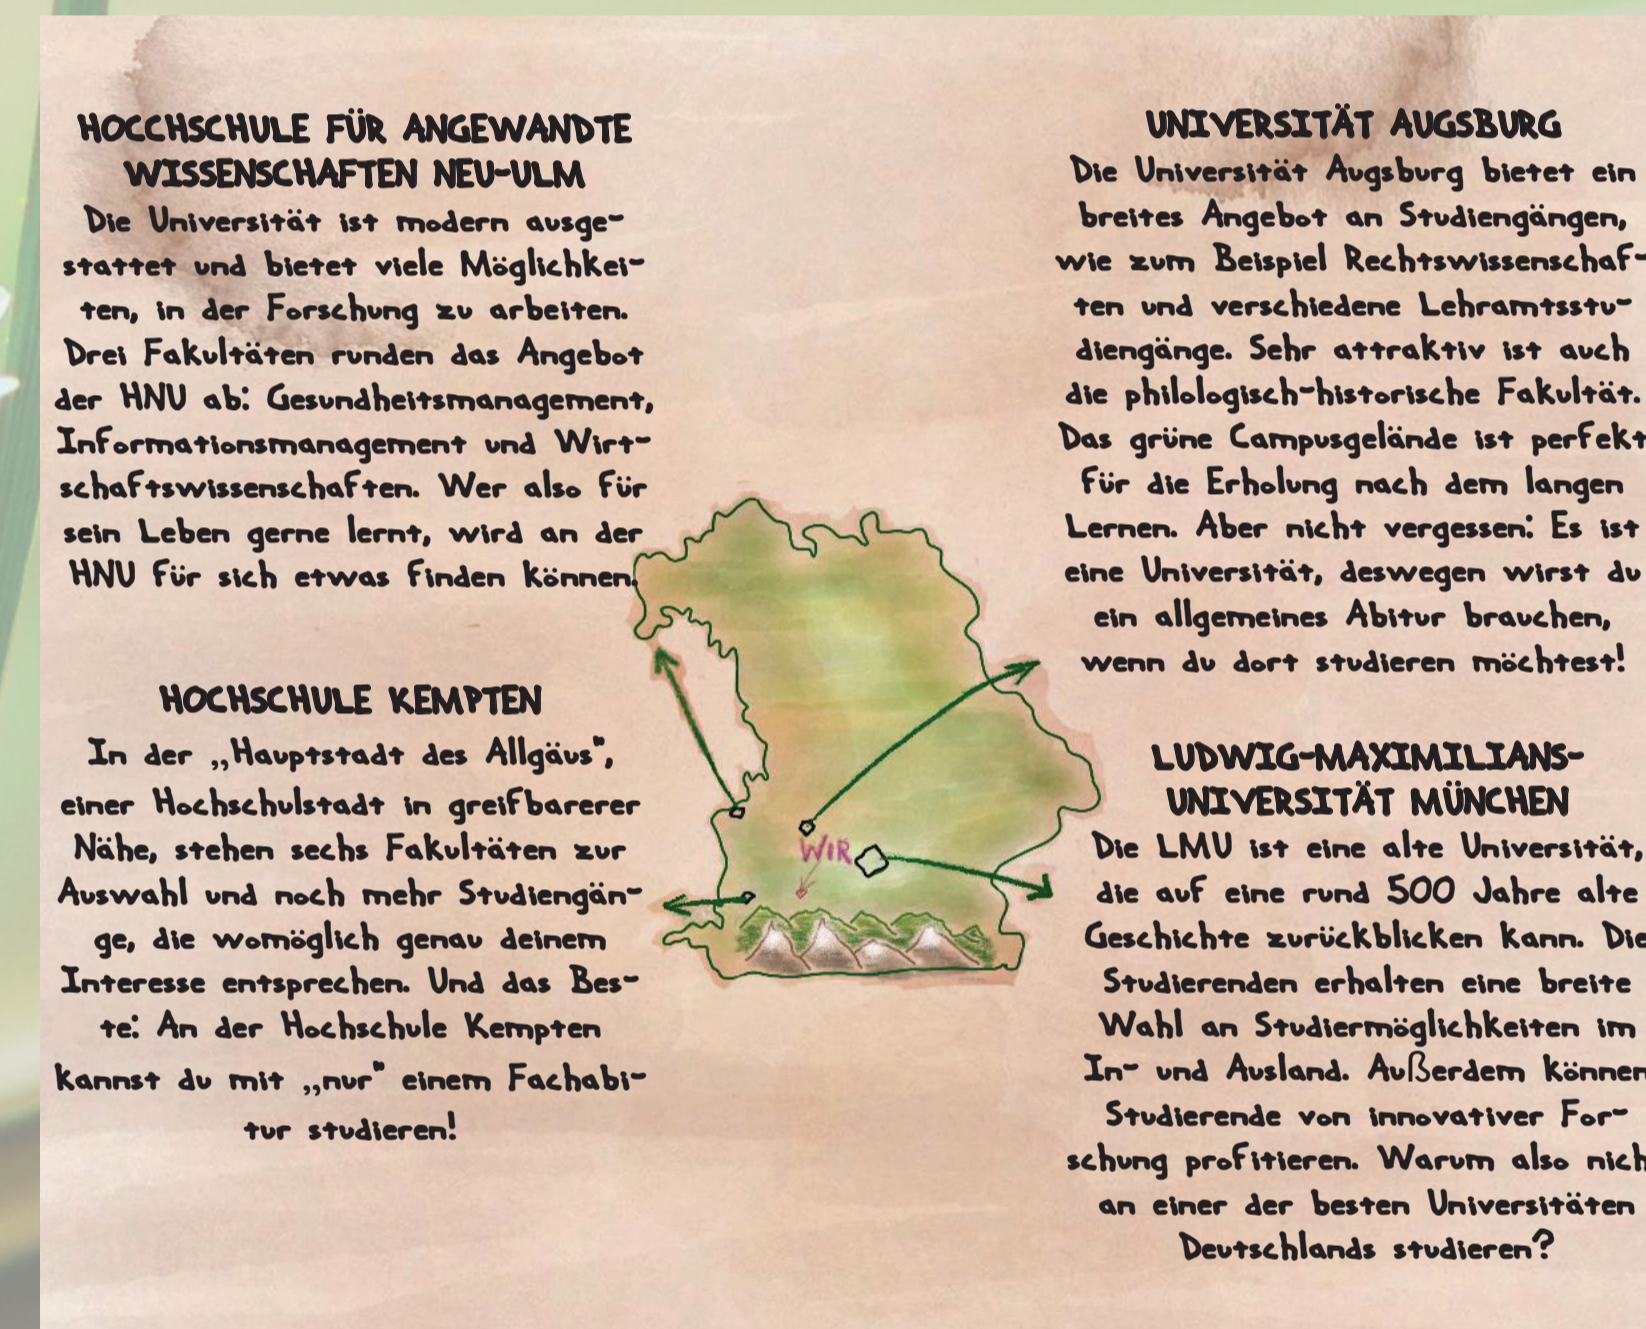 HOCCHSCHULE FÜR ANGEWANDTE
WISSENSCHAFTEN NEU-ULM
Die Universität ist modern ausge-
stattet und bietet viele Möglichkei-
ten, in der Forschung zu arbeiten.
Drei Fakultäten runden das Angebot
der HNU ab: Gesundheitsmanagement,
Informationsmanagement und Wirt-
schaftswissenschaften. Wer also für
sein Leben gerne lernt, wird an der
HNU für sich etwas finden können.
HOCHSCHULE KEMPTEN
In der „Hauptstadt des Allgäus",
einer Hochschulstadt in greifbarerer
Nähe, stehen sechs Fakultäten zur
Auswahl und noch mehr Studiengän-
ge, die womöglich genau deinem
Interesse entsprechen. Und das Bes-
te: An der Hochschule Kempten
kannst du mit „nur" einem Fachabi-
tur studieren!
WIR
UNIVERSITÄT AUGSBURG
Die Universität Augsburg bietet ein
breites Angebot an Studiengängen,
wie zum Beispiel Rechtswissenschaf-
ten und verschiedene Lehramtsstu-
diengänge. Sehr attraktiv ist auch
die philologisch-historische Fakultät.
Das grüne Campusgelände ist perfekt
für die Erholung nach dem langen
Lernen. Aber nicht vergessen: Es ist
eine Universität, deswegen wirst du
ein allgemeines Abitur brauchen,
wenn du dort studieren möchtest!
LUDWIG-MAXIMILIANS-
UNIVERSITÄT MÜNCHEN
Die LMU ist eine alte Universität,
die auf eine rund 500 Jahre alte
Geschichte zurückblicken kann. Die
Studierenden erhalten eine breite
Wahl an Studiermöglichkeiten im
In- und Ausland. Außerdem können
Studierende von innovativer For-
schung profitieren. Warum also nich
an einer der besten Universitäten
Deutschlands studieren?